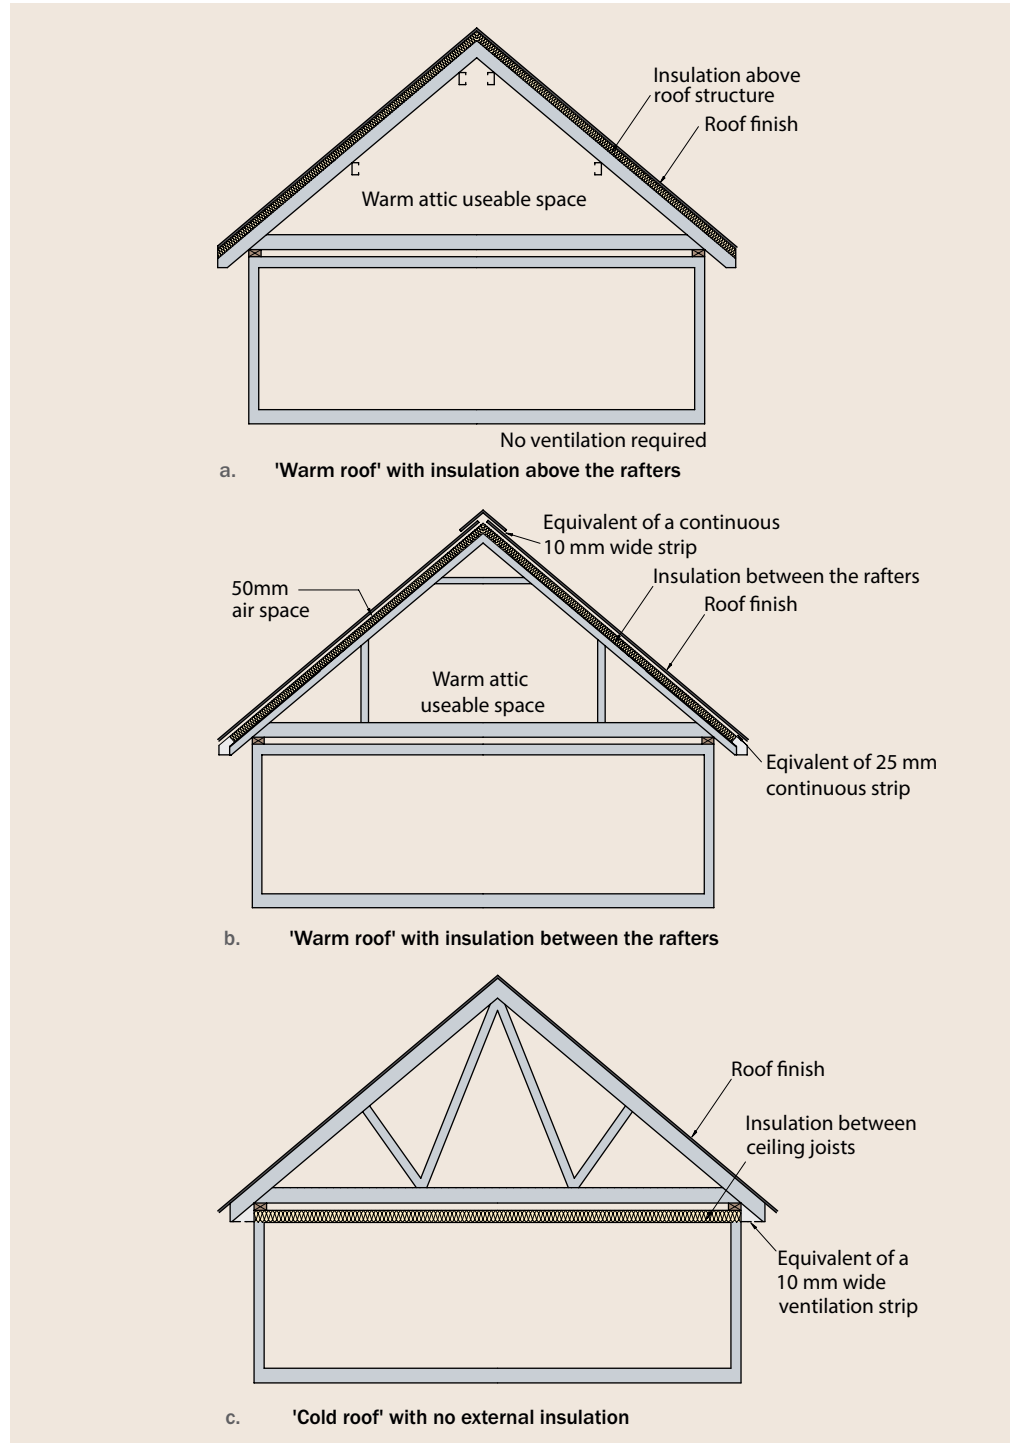 Insulation above
roof structure
Roof finish
Warm attic useable space
No ventilation required
a. 'Warm roof' with insulation above the rafters
Equivalent of a continuous
10 mm wide strip
50mm
air space
Insulation between the rafters
Roof finish
Warm attic
useable space
Eqivalent of 25 mm
continuous strip
b. 'Warm roof' with insulation between the rafters
Roof finish
Insulation between
ceiling joists
Equivalent of a
10 mm wide
ventilation strip
c. 'Cold roof' with no external insulation